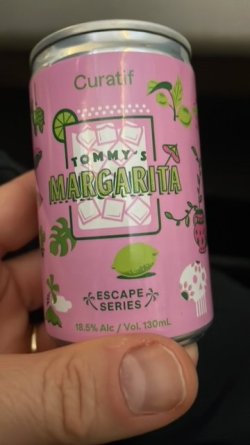 Curatif
TOMMY'S
MARGARITA
ESCAPE
SERIES
18.5% Alc / Vol. 130mL